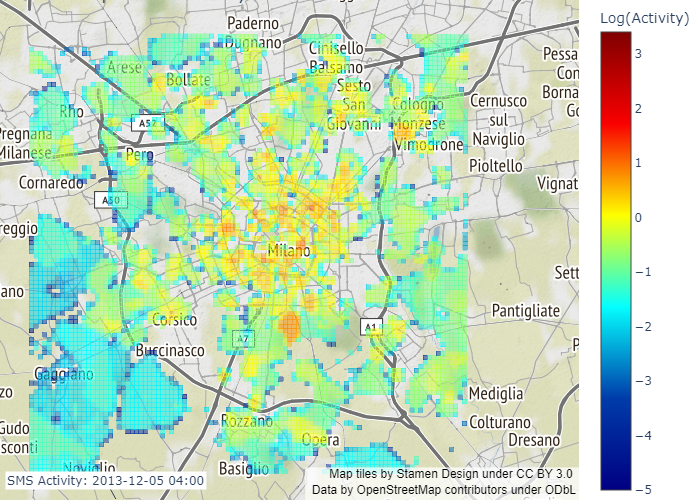 Log(Activity)
3
2
1
0
−1
−2
−3
−4
−5
Paderno
Dugnano
Cinisello
Balsamo
Sesto
San
Giovanni
Arese
Bollate
Rho
A52
Pero
Pregnana
Milanese
Cornaredo
A50
Cologno
Monzese
Vimodrone
Cernusco
sul
Naviglio
Pioltello
Pessa
Con
Borna
Go
Vignat
reggio
Milano
Sett
ano
Pantigliate
Corsico
A7
A1
Buccinasco
Gaggiano
P
zo
Mediglia
Gudo
sconti
Rozzano
Opera
Colturano
Dresano
Basiglio
Noviglio
SMS Activity: 2013-12-05 04:00
Map tiles by Stamen Design under CC BY 3.0
Data by OpenStreetMap contributors under ODbL